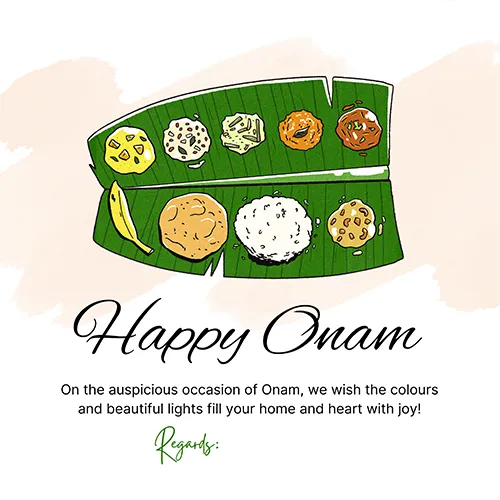 Happy Onam
On the auspicious occasion of Onam, we wish the colours
and beautiful lights fill your home and heart with joy!
Regards: